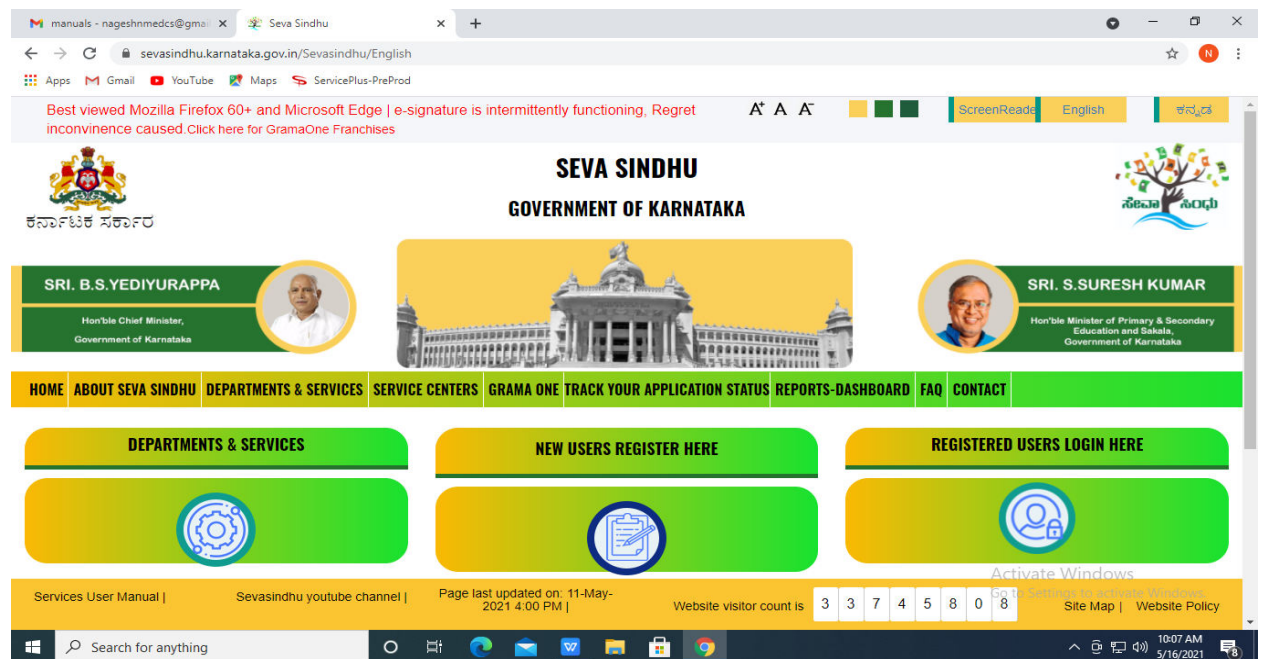 manuals - nageshnmedcs@gmai
Seva Sindhu
sevasindhu.karnataka.gov.in/Sevasindhu/English
N
Apps Gmail YouTube Maps ServicePlus-PreProd
Best viewed Mozilla Firefox 60+ and Microsoft Edge | e-signature is intermittently functioning, Regret
inconvinence caused.Click here for GramaOne Franchises
A+ A A-
ScreenReade English ಕನ್ನಡ
SEVA SINDHU
GOVERNMENT OF KARNATAKA
ಕರ್ನಾಟಕ ಸರ್ಕಾರ
ಸೇವಾ ಸಿಂಧು
SRI. B.S.YEDIYURAPPA
Hon'ble Chief Minister,
Government of Karnataka
SRI. S.SURESH KUMAR
Hon'ble Minister of Primary & Secondary
Education and Sakala,
Government of Karnataka
HOME ABOUT SEVA SINDHU DEPARTMENTS & SERVICES SERVICE CENTERS GRAMA ONE TRACK YOUR APPLICATION STATUS REPORTS-DASHBOARD FAQ CONTACT
DEPARTMENTS & SERVICES
NEW USERS REGISTER HERE
REGISTERED USERS LOGIN HERE
Activate Windows
Go to Settings to activate Windows.
Services User Manual |
Sevasindhu youtube channel |
Page last updated on: 11-May-
2021 4:00 PM |
Website visitor count is 3 3 7 4 5 8 0 8
Site Map | Website Policy
Search for anything
10:07 AM
5/16/2021
8